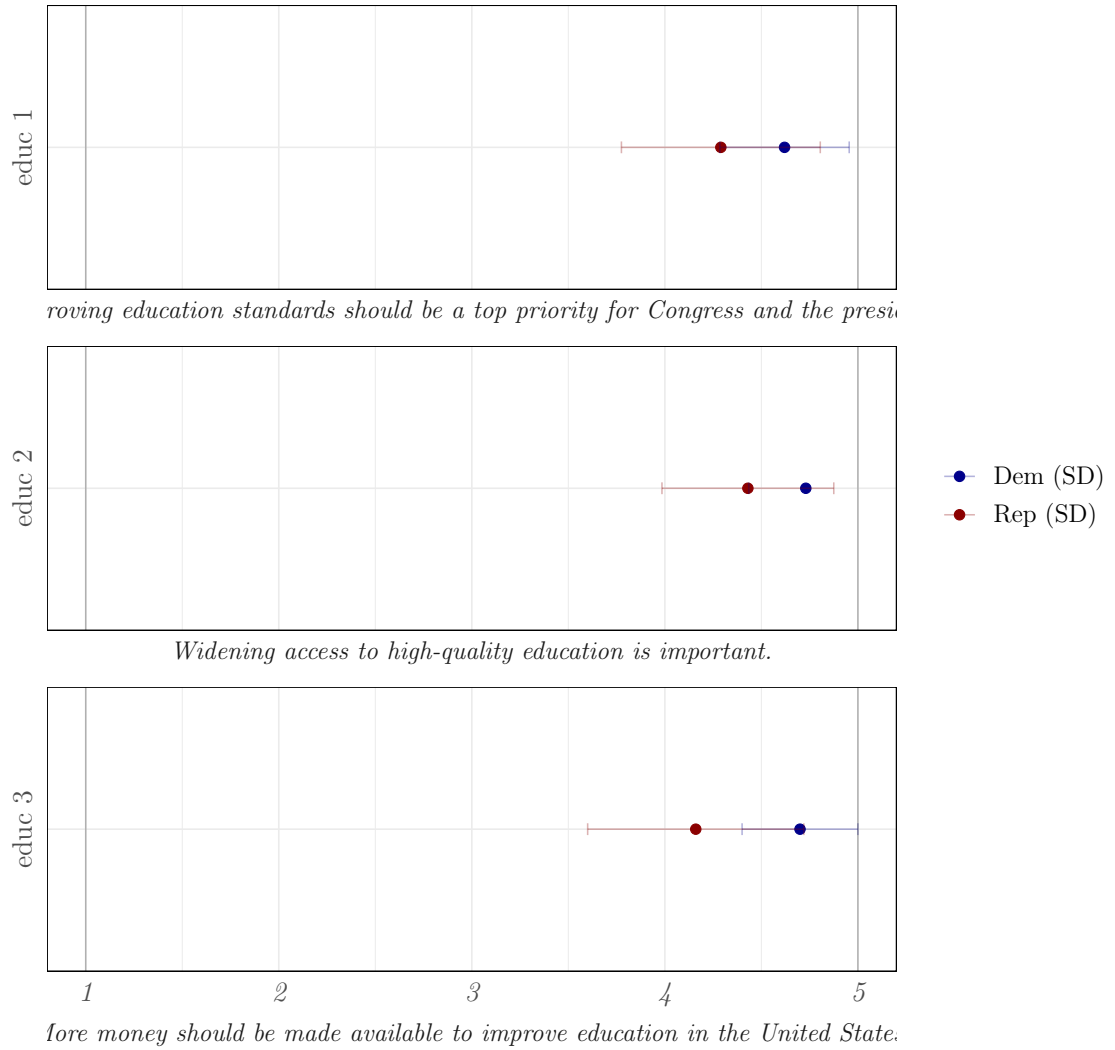 educ 1
roving education standards should be a top priority for Congress and the presi
educ 2
Widening access to high-quality education is important.
Dem (SD)
Rep (SD)
educ 3
1 2 3 4 5
More money should be made available to improve education in the United States